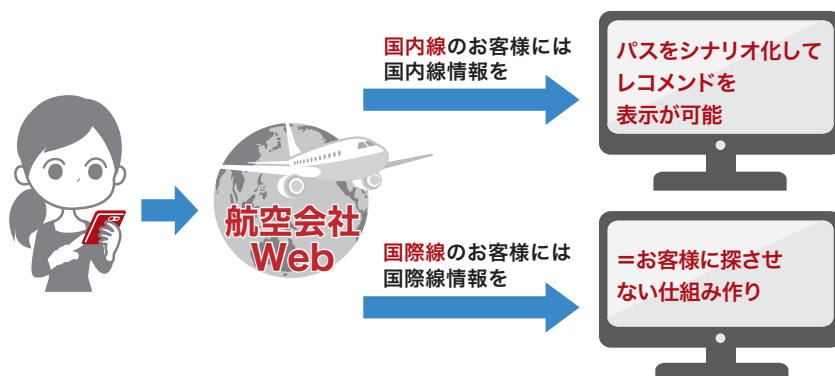 国内線のお客様には
国内線情報を
パスをシナリオ化して
レコメンドを
表示が可能
航空会社
Web
国際線のお客様には
国際線情報を
＝お客様に探させ
ない仕組み作り